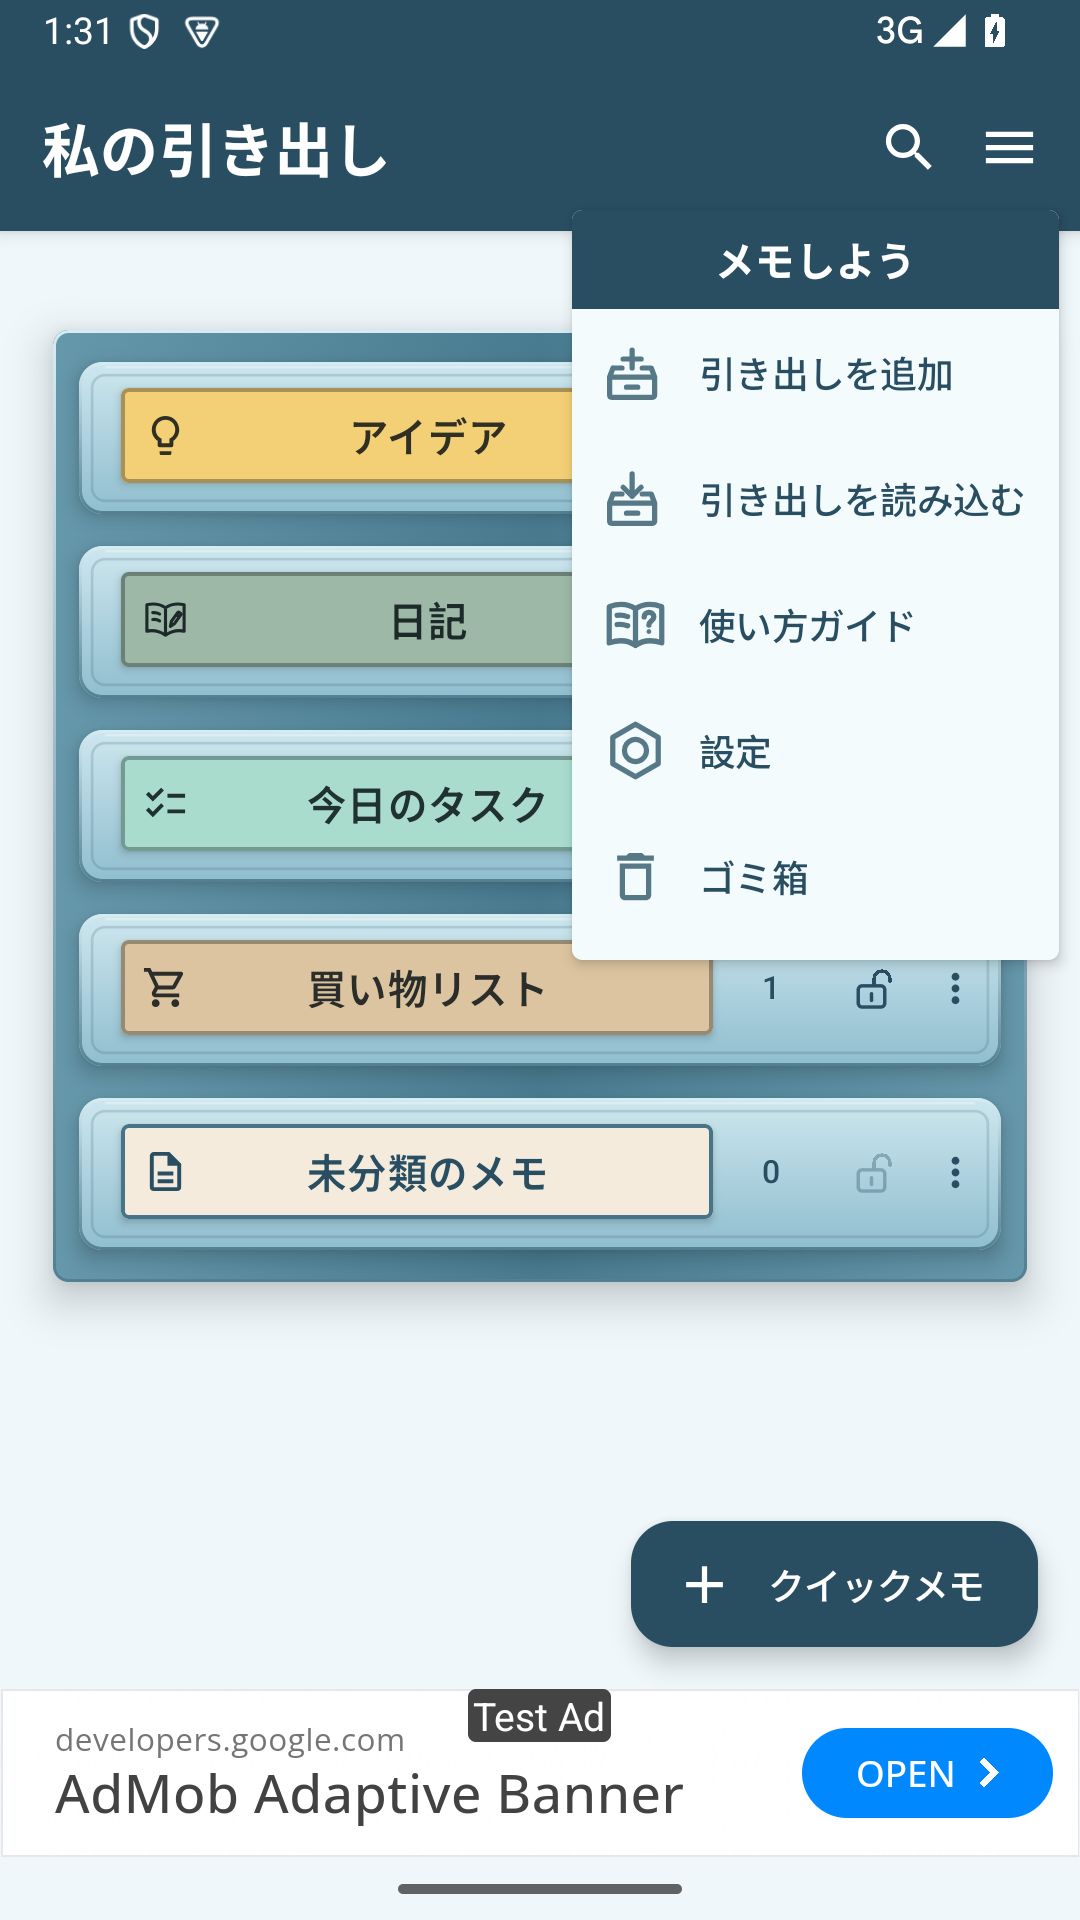 1:31
3G
私の引き出し
メモしよう
引き出しを追加
引き出しを読み込む
使い方ガイド
設定
ゴミ箱
アイデア
日記
今日のタスク
買い物リスト
1
未分類のメモ
0
クイックメモ
Test Ad
developers.google.com
AdMob Adaptive Banner
OPEN